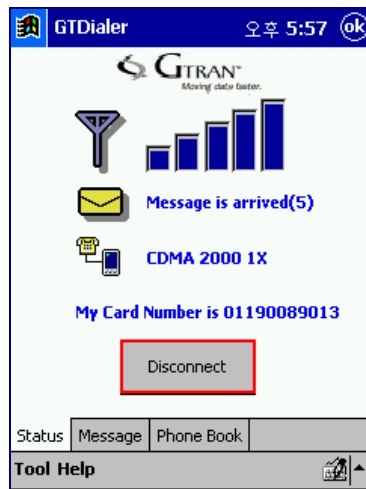 GTDialer 오후 5:57 ok
GTRAN
Moving data faster.
Message is arrived(5)
CDMA 2000 1X
My Card Number is 01190089013
Disconnect
Status Message Phone Book
Tool Help